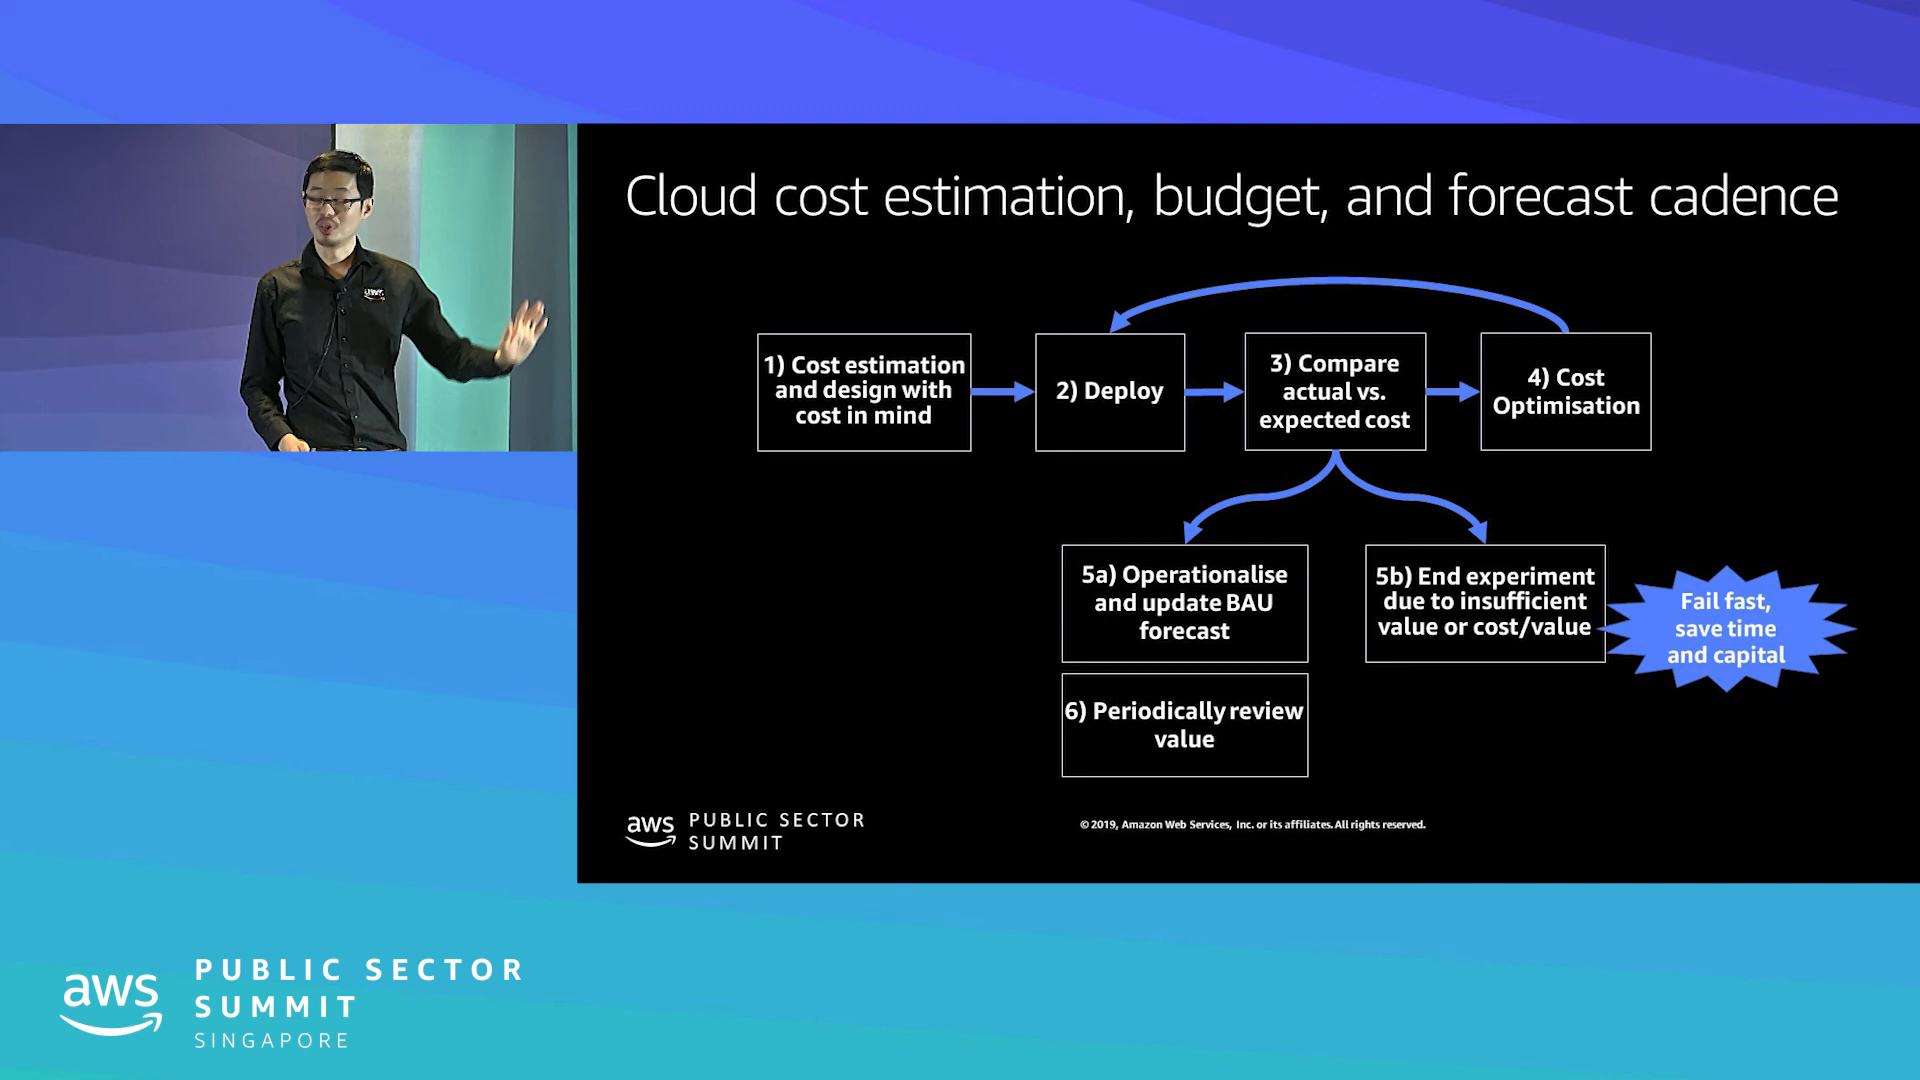 Cloud cost estimation, budget, and forecast cadence
1) Cost estimation
and design with
cost in mind
2) Deploy
3) Compare
actual vs.
expected cost
4) Cost
Optimisation
5a) Operationalise
and update BAU
forecast
5b) End experiment
due to insufficient
value or cost/value
Fail fast,
save time
and capital
6) Periodically review
value
aws
PUBLIC SECTOR
SUMMIT
© 2019, Amazon Web Services, Inc. or its affiliates. All rights reserved.
aws
aws
PUBLIC SECTOR
SUMMIT
SINGAPORE